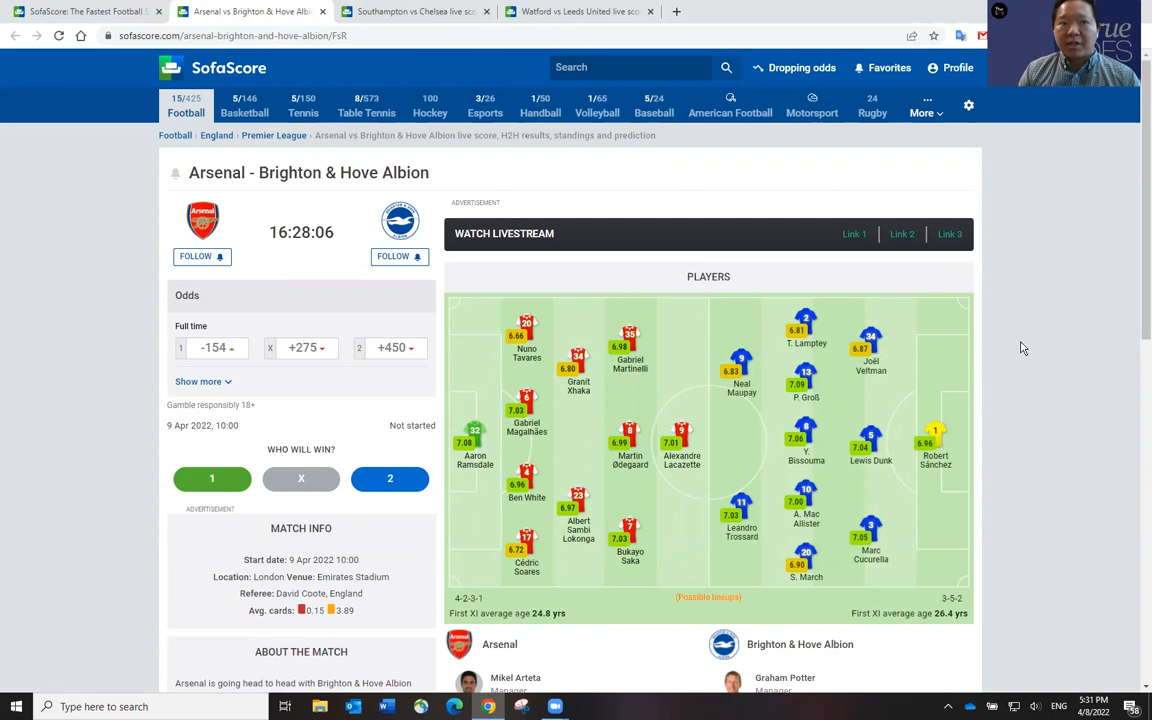 SofaScore: The Fastest Football S
Arsenal vs Brighton & Hove Albi
Southampton vs Chelsea live sco
Watford vs Leeds United live sco
sofascore.com/arsenal-brighton-and-hove-albion/FsR
SofaScore
Search
Dropping odds
Favorites
Profile
15/425
Football
5/146
Basketball
5/150
Tennis
8/573
Table Tennis
100
Hockey
3/26
Esports
1/50
Handball
1/65
Volleyball
5/24
Baseball
American Football
Motorsport
24
Rugby
More
Football England Premier League Arsenal vs Brighton & Hove Albion live score, H2H results, standings and prediction
Arsenal - Brighton & Hove Albion
Arsenal
16:28:06
FOLLOW
FOLLOW
Odds
Full time
1 -154
X +275
2 +450
Show more
Gamble responsibly 18+
9 Apr 2022, 10:00
Not started
WHO WILL WIN?
1
X
2
ADVERTISEMENT
MATCH INFO
Start date: 9 Apr 2022 10:00
Location: London Venue: Emirates Stadium
Referee: David Coote, England
Avg. cards: 0.15 3.89
ABOUT THE MATCH
Arsenal is going head to head with Brighton & Hove Albion
ADVERTISEMENT
WATCH LIVESTREAM
Link 1
Link 2
Link 3
PLAYERS
32
7.08
Aaron
Ramsdale
20
6.66
Nuno
Tavares
6
7.03
Gabriel
Magalhães
4
6.96
Ben White
17
6.72
Cédric
Soares
34
6.80
Granit
Xhaka
23
6.97
Albert
Sambi
Lokonga
35
6.98
Gabriel
Martinelli
8
6.99
Martin
Ødegaard
7
7.03
Bukayo
Saka
9
7.01
Alexandre
Lacazette
9
6.83
Neal
Maupay
11
7.03
Leandro
Trossard
2
6.81
T. Lamptey
13
7.09
P. Groß
8
7.06
Y.
Bissouma
10
7.00
A. Mac
Allister
20
6.90
S. March
34
6.87
Joël
Veltman
5
7.04
Lewis Dunk
3
7.05
Marc
Cucurella
1
6.96
Robert
Sánchez
4-2-3-1
(Possible lineups)
3-5-2
First XI average age 24.8 yrs
First XI average age 26.4 yrs
Arsenal
Brighton & Hove Albion
Mikel Arteta
Manager
Graham Potter
Manager
Type here to search
ENG
5:31 PM
4/8/2022
58